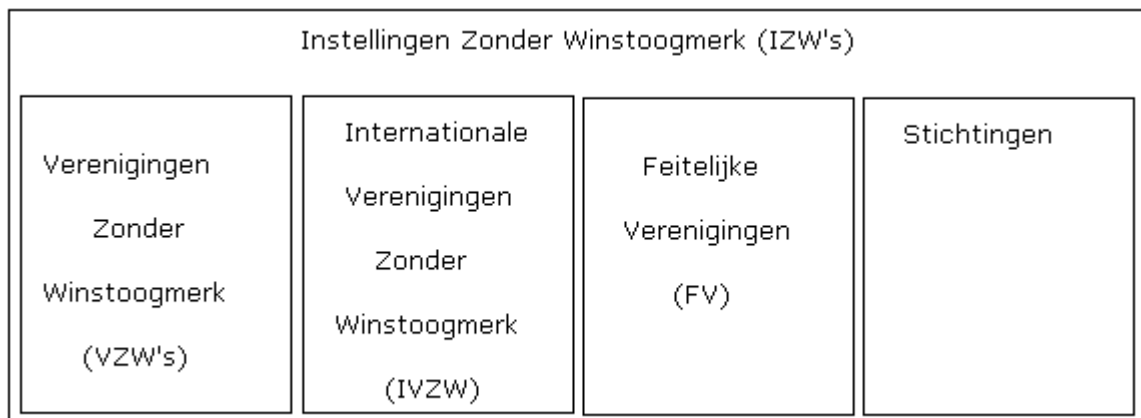 Instellingen Zonder Winstoogmerk (IZW's)
Verenigingen
Zonder
Winstoogmerk
(VZW's)
Internationale
Verenigingen
Zonder
Winstoogmerk
(IVZW)
Feitelijke
Verenigingen
(FV)
Stichtingen